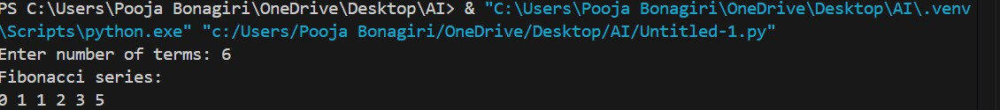 PS C:\Users\Pooja Bonagiri\OneDrive\Desktop\AI> & "C:\Users\Pooja Bonagiri\OneDrive\Desktop\AI\.venv
\Scripts\python.exe" "c:/Users/Pooja Bonagiri/OneDrive/Desktop/AI/Untitled-1.py"
Enter number of terms: 6
Fibonacci series:
0 1 1 2 3 5